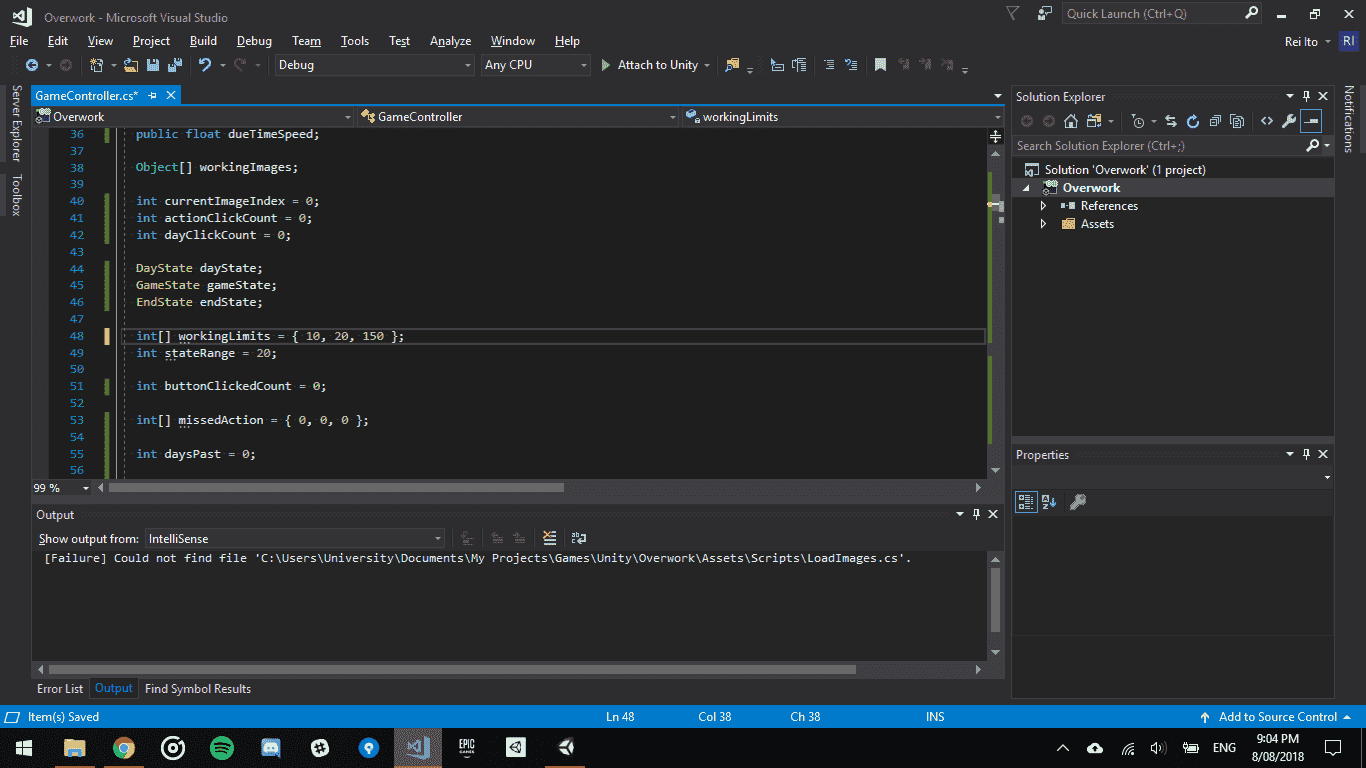 Overwork - Microsoft Visual Studio
Quick Launch (Ctrl+Q)
File Edit View Project Build Debug Team Tools Test Analyze Window Help
Rei Ito RI
Debug Any CPU Attach to Unity
Server Explorer
Toolbox
GameController.cs*
Overwork GameController workingLimits
36 public float dueTimeSpeed;
37
38 Object[] workingImages;
39
40 int currentImageIndex = 0;
41 int actionClickCount = 0;
42 int dayClickCount = 0;
43
44 DayState dayState;
45 GameState gameState;
46 EndState endState;
47
48 int[] workingLimits = { 10, 20, 150 };
49 int stateRange = 20;
50
51 int buttonClickedCount = 0;
52
53 int[] missedAction = { 0, 0, 0 };
54
55 int daysPast = 0;
56
99 %
Output
Show output from: IntelliSense
[Failure] Could not find file 'C:\Users\University\Documents\My Projects\Games\Unity\Overwork\Assets\Scripts\LoadImages.cs'.
Error List Output Find Symbol Results
Solution Explorer
Search Solution Explorer (Ctrl+;)
Solution 'Overwork' (1 project)
Overwork
References
Assets
Properties
Notifications
Item(s) Saved Ln 48 Col 38 Ch 38 INS Add to Source Control
EPIC
GAMES
ENG
9:04 PM
8/08/2018